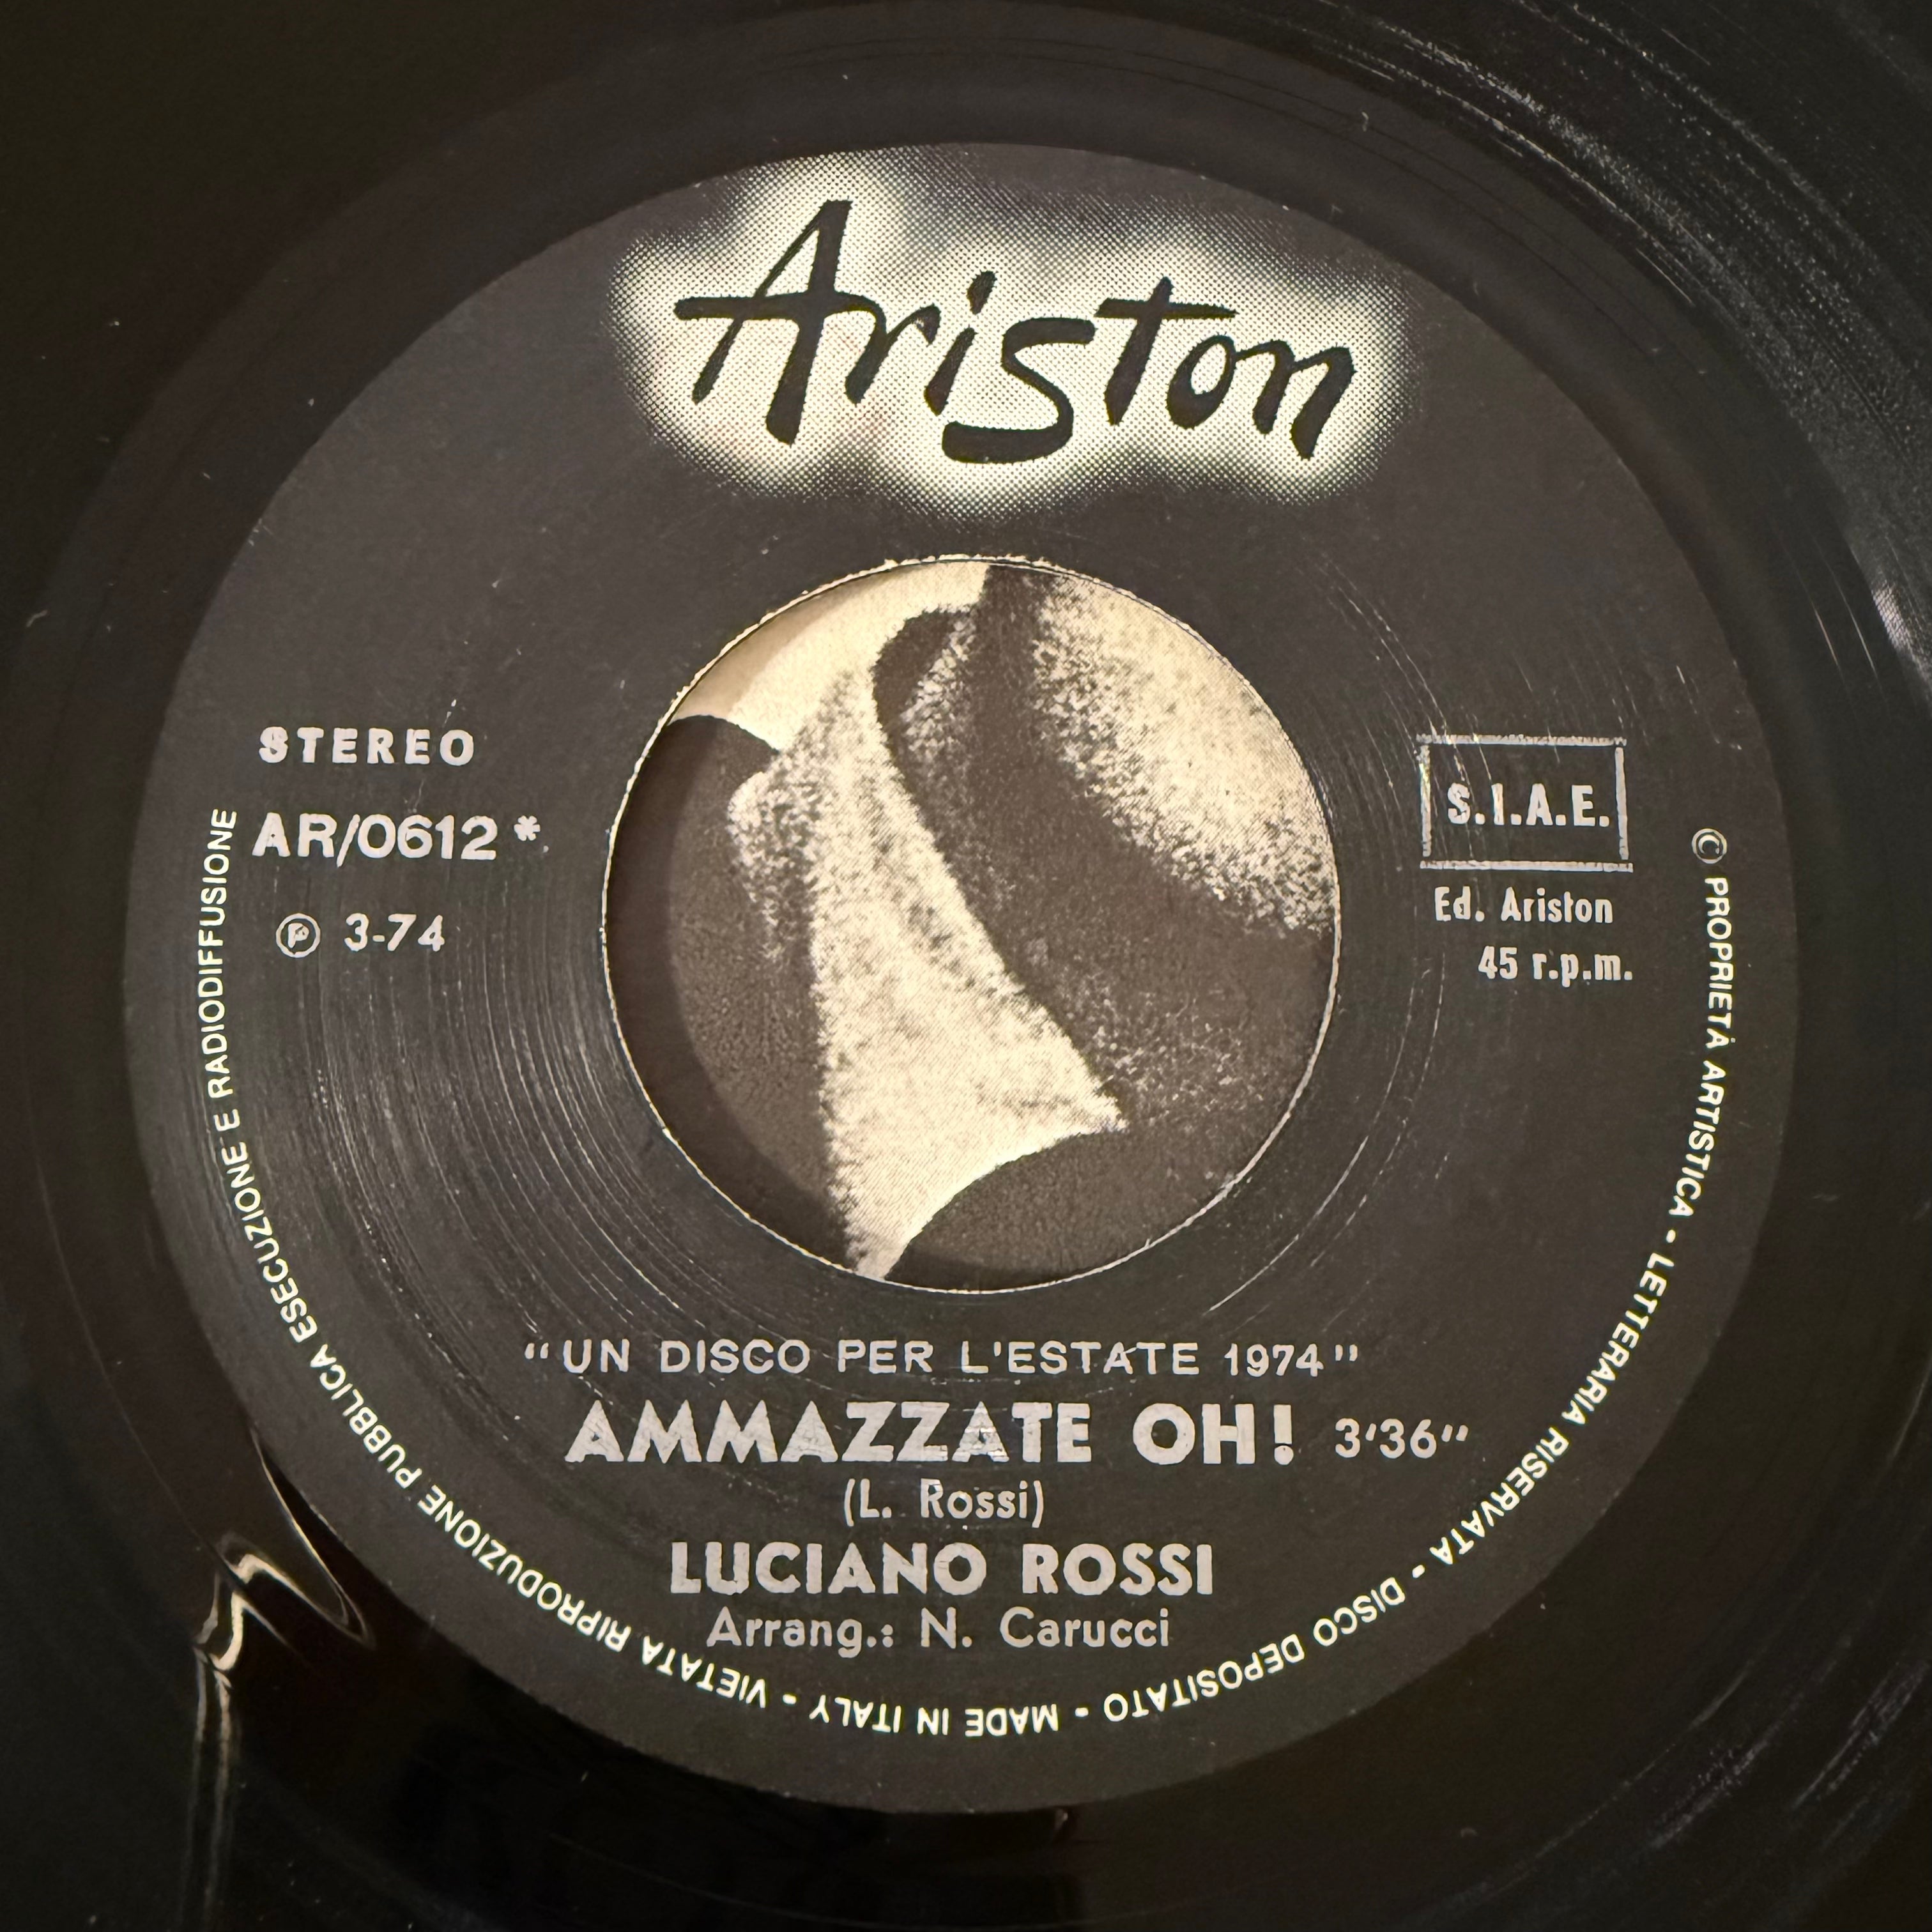 Ariston
STEREO
AR/0612 *
Ⓟ 3-74
S.I.A.E.
Ed. Ariston
45 r.p.m.
"UN DISCO PER L'ESTATE 1974"
AMMAZZATE OH! 3'36"
(L. Rossi)
LUCIANO ROSSI
Arrang.: N. Carucci
© PROPRIETÀ ARTISTICA - LETTERARIA RISERVATA - DISCO DEPOSITATO - MADE IN ITALY - VIETATA RIPRODUZIONE PUBBLICA ESECUZIONE E RADIODIFFUSIONE